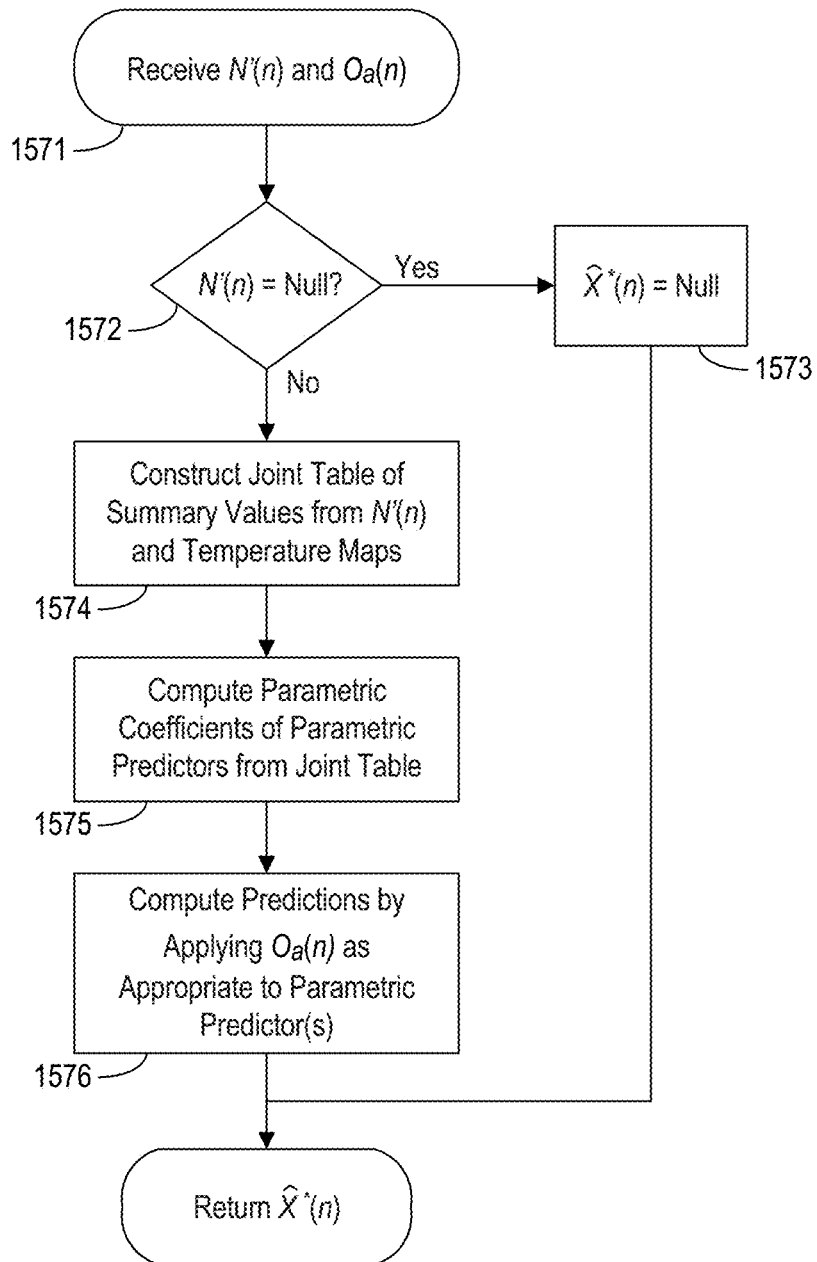 Receive N'(n) and Oa(n)
1571
N'(n) = Null?
Yes
X̂*(n) = Null
1572
1573
No
Construct Joint Table of
Summary Values from N'(n)
and Temperature Maps
1574
Compute Parametric
Coefficients of Parametric
Predictors from Joint Table
1575
Compute Predictions by
Applying Oa(n) as
Appropriate to Parametric
Predictor(s)
1576
Return X̂*(n)